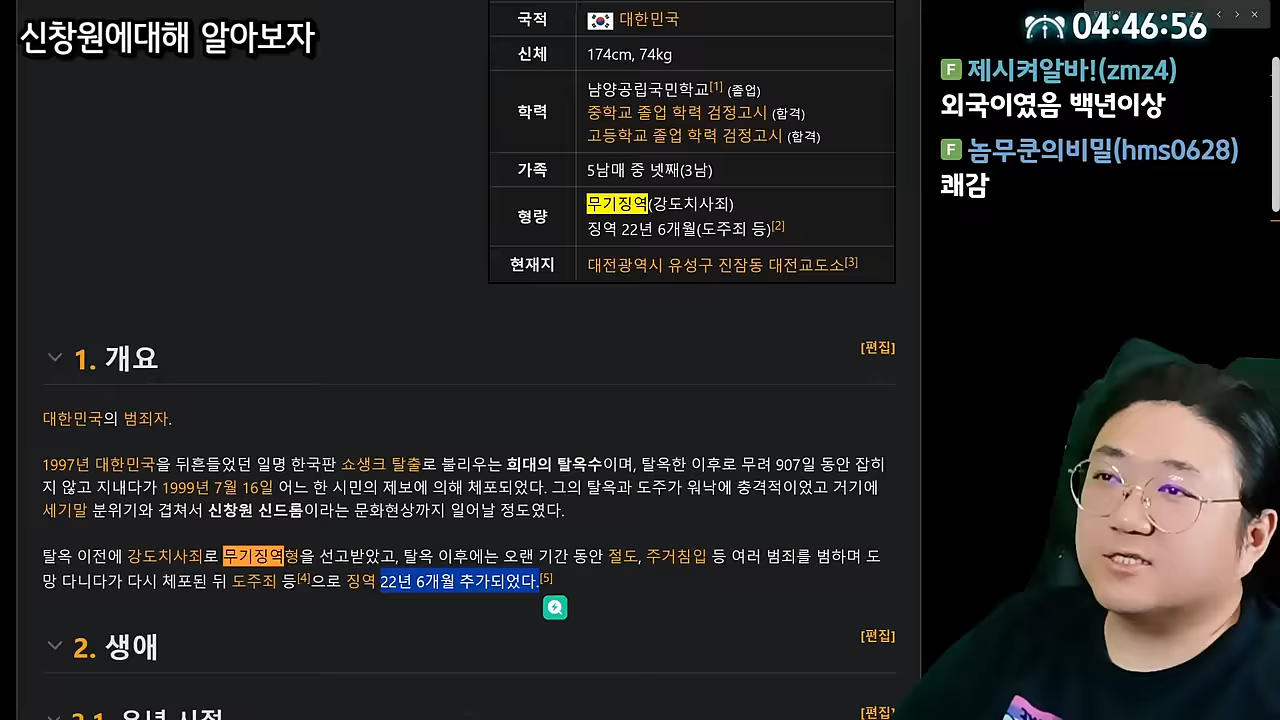 신창원에대해 알아보자
국적 대한민국
신체 174cm, 74kg
학력 남양공립국민학교[1] (졸업)
중학교 졸업 학력 검정고시 (합격)
고등학교 졸업 학력 검정고시 (합격)
가족 5남매 중 넷째(3남)
형량 무기징역(강도치사죄)
징역 22년 6개월(도주죄 등)[2]
현재지 대전광역시 유성구 진잠동 대전교도소[3]
1. 개요 [편집]
대한민국의 범죄자.
1997년 대한민국을 뒤흔들었던 일명 한국판 쇼생크 탈출로 불리우는 희대의 탈옥수이며, 탈옥한 이후로 무려 907일 동안 잡히
지 않고 지내다가 1999년 7월 16일 어느 한 시민의 제보에 의해 체포되었다. 그의 탈옥과 도주가 워낙에 충격적이었고 거기에
세기말 분위기와 겹쳐서 신창원 신드롬이라는 문화현상까지 일어날 정도였다.
탈옥 이전에 강도치사죄로 무기징역형을 선고받았고, 탈옥 이후에는 오랜 기간 동안 절도, 주거침입 등 여러 범죄를 범하며 도
망 다니다가 다시 체포된 뒤 도주죄 등[4]으로 징역 22년 6개월 추가되었다.[5]
2. 생애 [편집]
2.1. 유년 시절 [편집]
04:46:56
F 제시켜알바!(zmz4)
외국이였음 백년이상
F 놈무쿤의비밀(hms0628)
쾌감